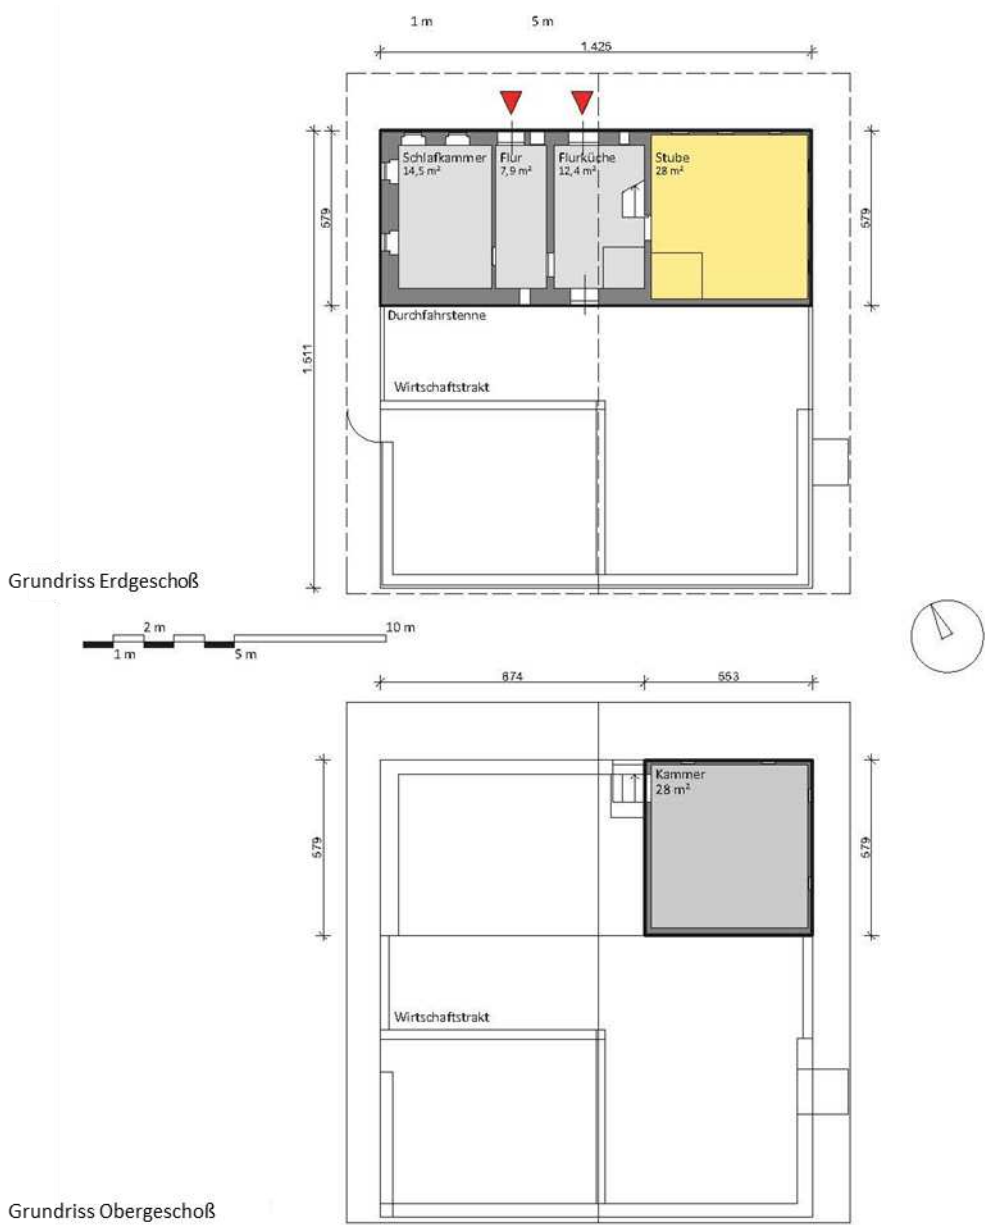 1 m 5 m
1.425
Schlafkammer Flur Flurküche Stube
14,5 m² 7,9 m² 12,4 m² 28 m²
579 579
Durchfahrstenne
1.511
Wirtschaftstrakt
Grundriss Erdgeschoß
2 m 10 m
1 m 5 m
874 553
Kammer
28 m²
579 579
Wirtschaftstrakt
Grundriss Obergeschoß